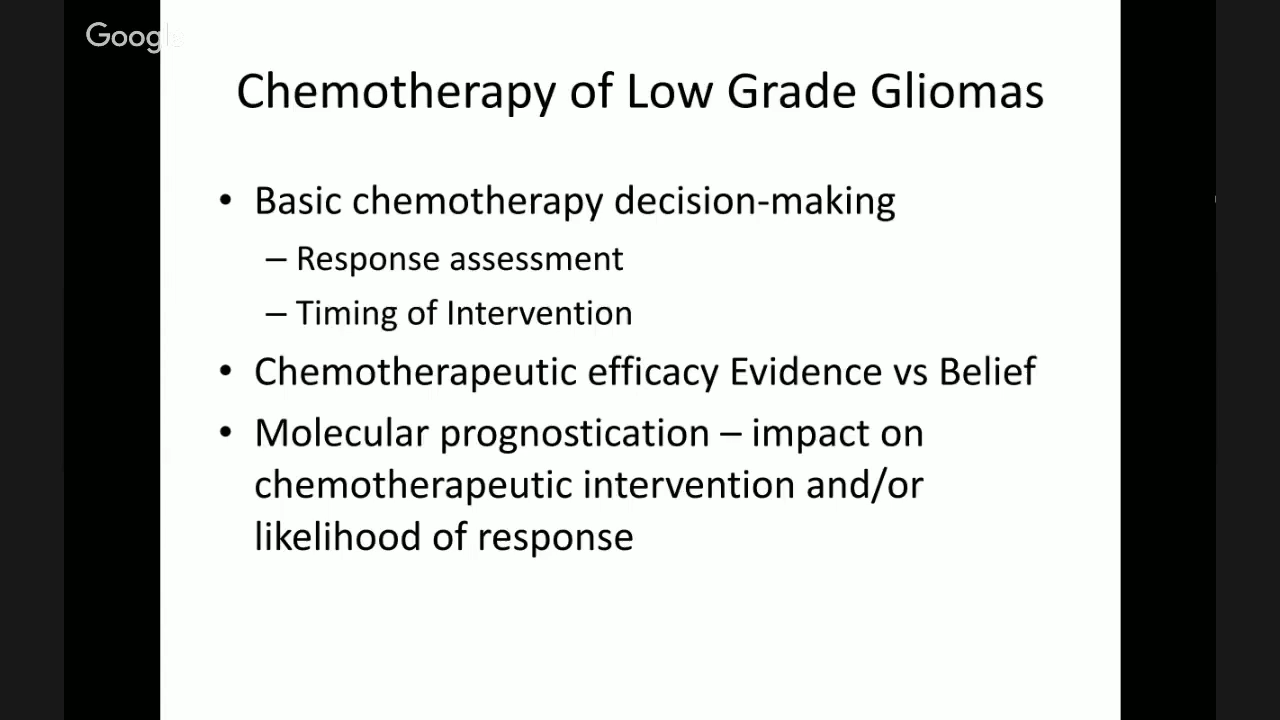 Google
Chemotherapy of Low Grade Gliomas
• Basic chemotherapy decision-making
– Response assessment
– Timing of Intervention
• Chemotherapeutic efficacy Evidence vs Belief
• Molecular prognostication – impact on
chemotherapeutic intervention and/or
likelihood of response